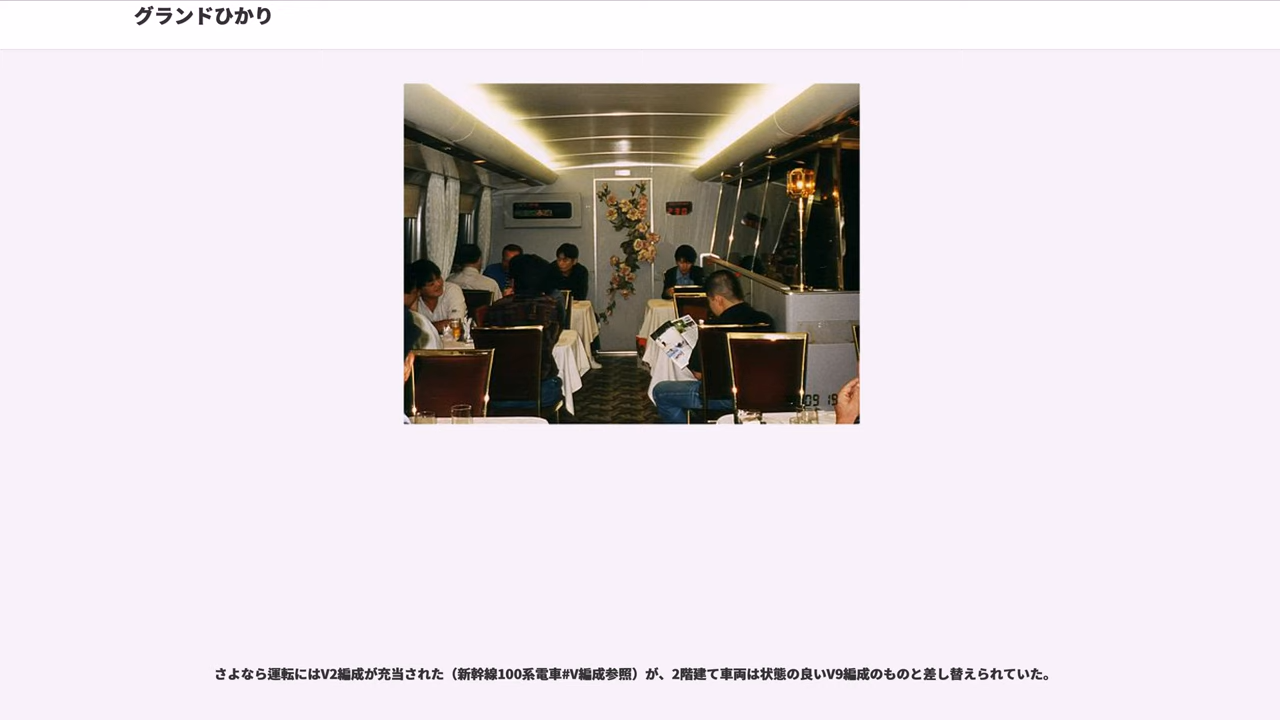 グランドひかり
09 19
さよなら運転にはV2編成が充当された（新幹線100系電車#V編成参照）が、2階建て車両は状態の良いV9編成のものと差し替えられていた。